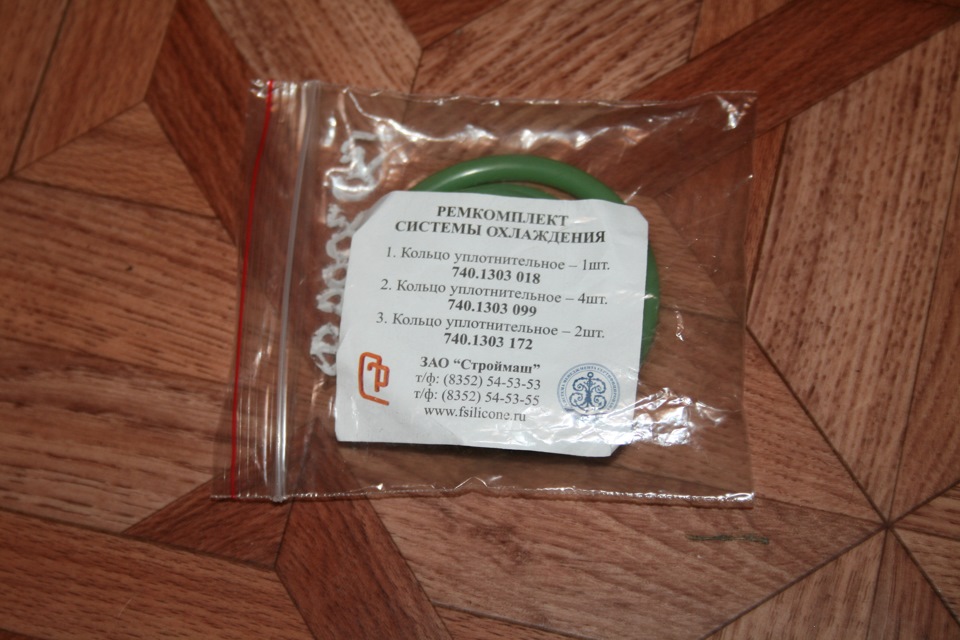 РЕМКОМПЛЕКТ
СИСТЕМЫ ОХЛАЖДЕНИЯ
1. Кольцо уплотнительное – 1шт.
740.1303 018
2. Кольцо уплотнительное – 4шт.
740.1303 099
3. Кольцо уплотнительное – 2шт.
740.1303 172
ЗАО “Строймаш”
т/ф: (8352) 54-53-53
т/ф: (8352) 54-53-55
www.fsilicone.ru